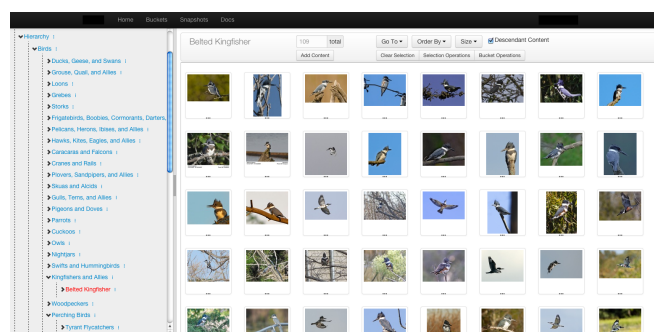 Home Buckets Snapshots Docs
Hierarchy i
Birds i
Ducks, Geese, and Swans i
Grouse, Quail, and Allies i
Loons i
Grebes i
Storks i
Frigatebirds, Boobies, Cormorants, Darters,
Pelicans, Herons, Ibises, and Allies i
Hawks, Kites, Eagles, and Allies i
Caracaras and Falcons i
Cranes and Rails i
Plovers, Sandpipers, and Allies i
Skuas and Alcids i
Gulls, Terns, and Allies i
Pigeons and Doves i
Parrots i
Cuckoos i
Owls i
Nightjars i
Swifts and Hummingbirds i
Kingfishers and Allies i
Belted Kingfisher i
Woodpeckers i
Perching Birds i
Tyrant Flycatchers i
Belted Kingfisher
109 total
Go To Order By Size Descendant Content
Add Content Clear Selection Selection Operations Bucket Operations